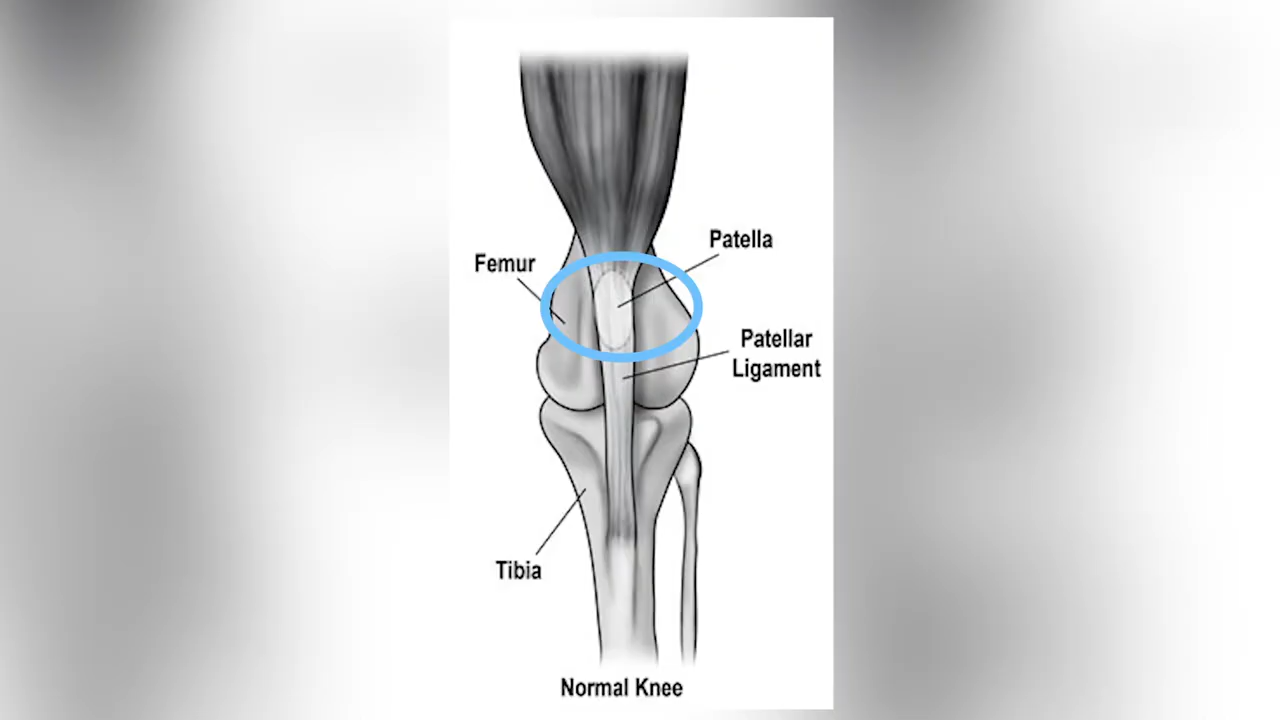 Patella
Femur
Patellar
Ligament
Tibia
Normal Knee